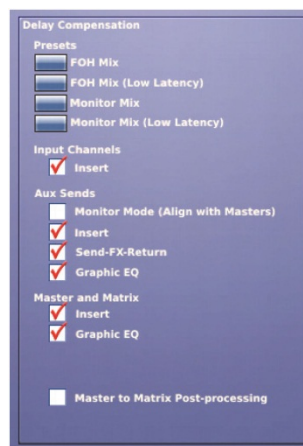 Delay Compensation
Presets
FOH Mix
FOH Mix (Low Latency)
Monitor Mix
Monitor Mix (Low Latency)
Input Channels
Insert
Aux Sends
Monitor Mode (Align with Masters)
Insert
Send-FX-Return
Graphic EQ
Master and Matrix
Insert
Graphic EQ
Master to Matrix Post-processing